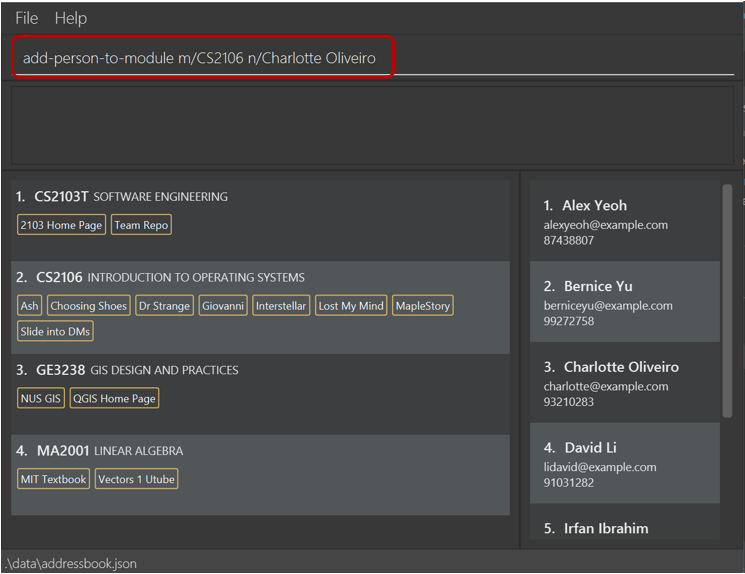 File Help
add-person-to-module m/CS2106 n/Charlotte Oliveiro
1. CS2103T SOFTWARE ENGINEERING
2103 Home Page Team Repo
2. CS2106 INTRODUCTION TO OPERATING SYSTEMS
Ash Choosing Shoes Dr Strange Giovanni Interstellar Lost My Mind MapleStory
Slide into DMs
3. GE3238 GIS DESIGN AND PRACTICES
NUS GIS QGIS Home Page
4. MA2001 LINEAR ALGEBRA
MIT Textbook Vectors 1 Utube
1. Alex Yeoh
alexyeoh@example.com
87438807
2. Bernice Yu
berniceyu@example.com
99272758
3. Charlotte Oliveiro
charlotte@example.com
93210283
4. David Li
lidavid@example.com
91031282
5. Irfan Ibrahim
.\data\addressbook.json